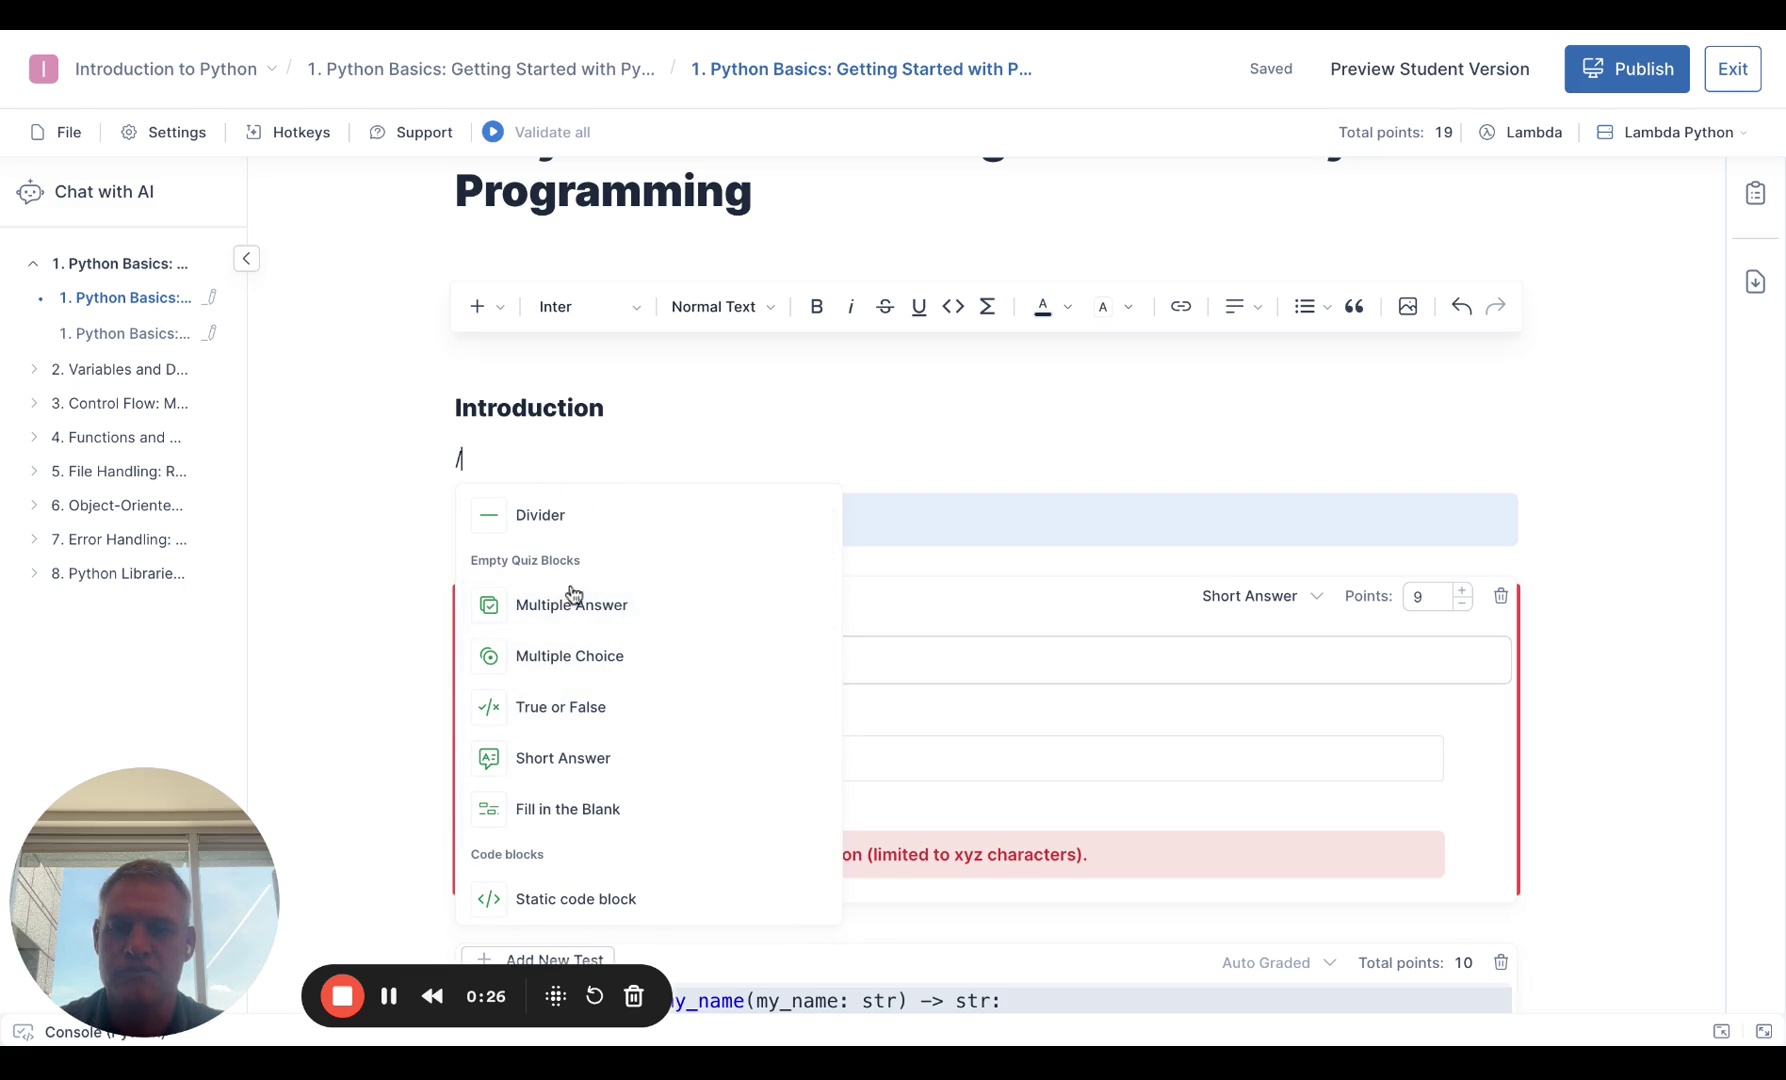 I Introduction to Python / 1. Python Basics: Getting Started with Py... / 1. Python Basics: Getting Started with P... Saved Preview Student Version Publish Exit
File Settings Hotkeys Support Validate all Total points: 19 Lambda Lambda Python
Chat with AI
1. Python Basics: ...
1. Python Basics:...
1. Python Basics:...
2. Variables and D...
3. Control Flow: M...
4. Functions and ...
5. File Handling: R...
6. Object-Oriente...
7. Error Handling: ...
8. Python Librarie...
Programming
Inter Normal Text B i S U A A
Introduction
/
Divider
Empty Quiz Blocks
Multiple Answer
Multiple Choice
True or False
Short Answer
Fill in the Blank
Code blocks
Static code block
Short Answer Points: 9
on (limited to xyz characters).
Add New Test Auto Graded Total points: 10
my_name(my_name: str) -> str:
0:26
Console